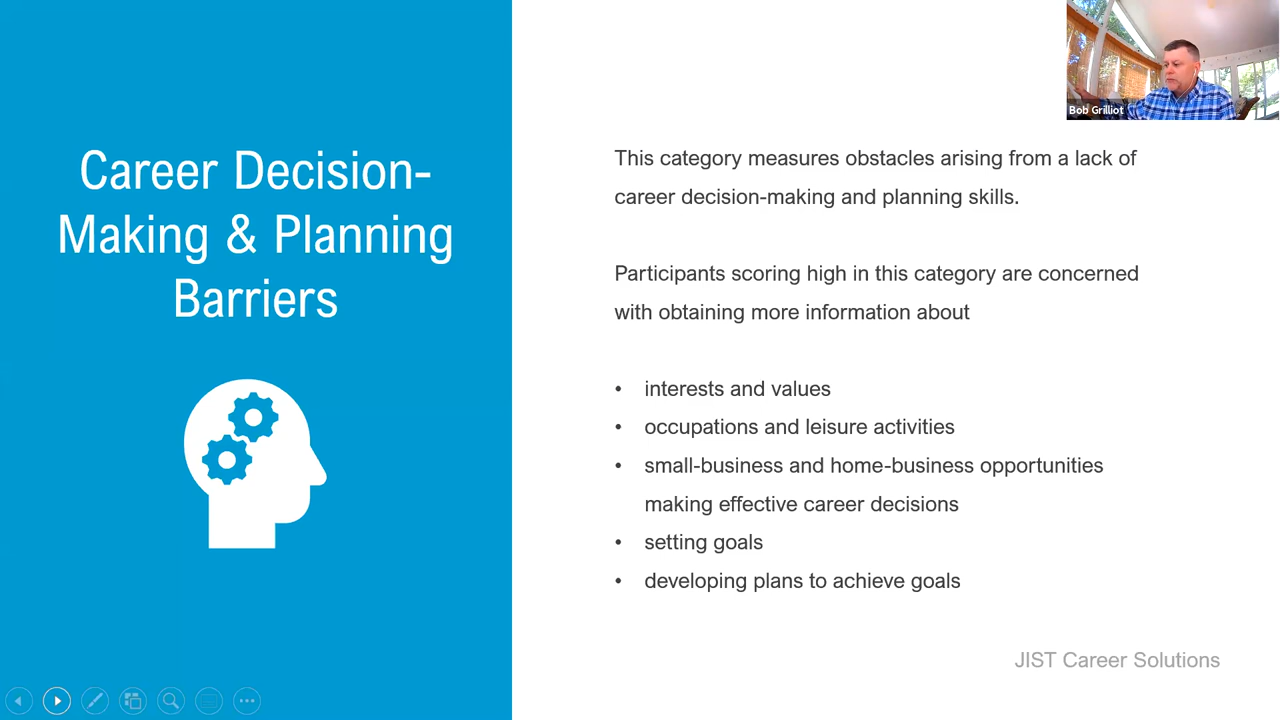 Bob Grilliot
Career Decision-
Making & Planning
Barriers
This category measures obstacles arising from a lack of
career decision-making and planning skills.
Participants scoring high in this category are concerned
with obtaining more information about
• interests and values
• occupations and leisure activities
• small-business and home-business opportunities
making effective career decisions
• setting goals
• developing plans to achieve goals
JIST Career Solutions